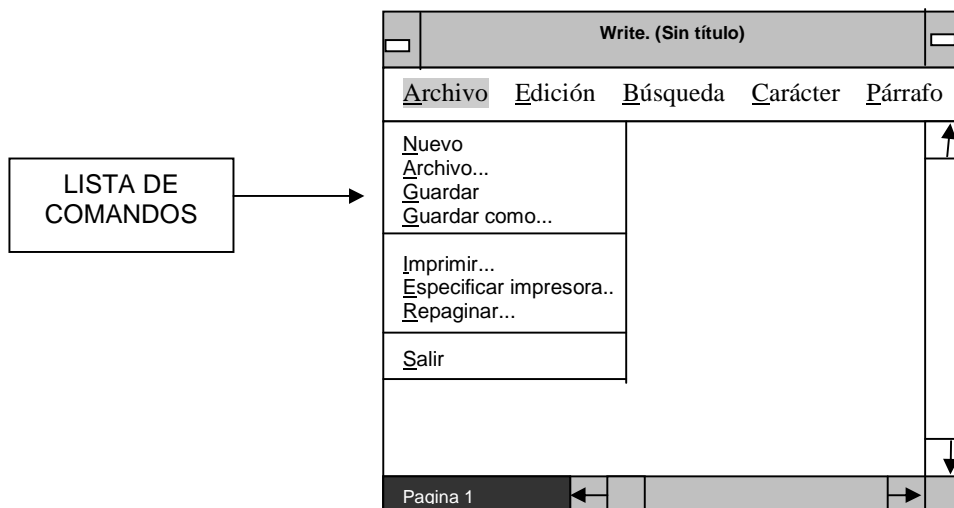 Write. (Sin título)
Archivo Edición Búsqueda Carácter Párrafo
LISTA DE
COMANDOS
Nuevo
Archivo...
Guardar
Guardar como...
Imprimir...
Especificar impresora..
Repaginar...
Salir
Pagina 1